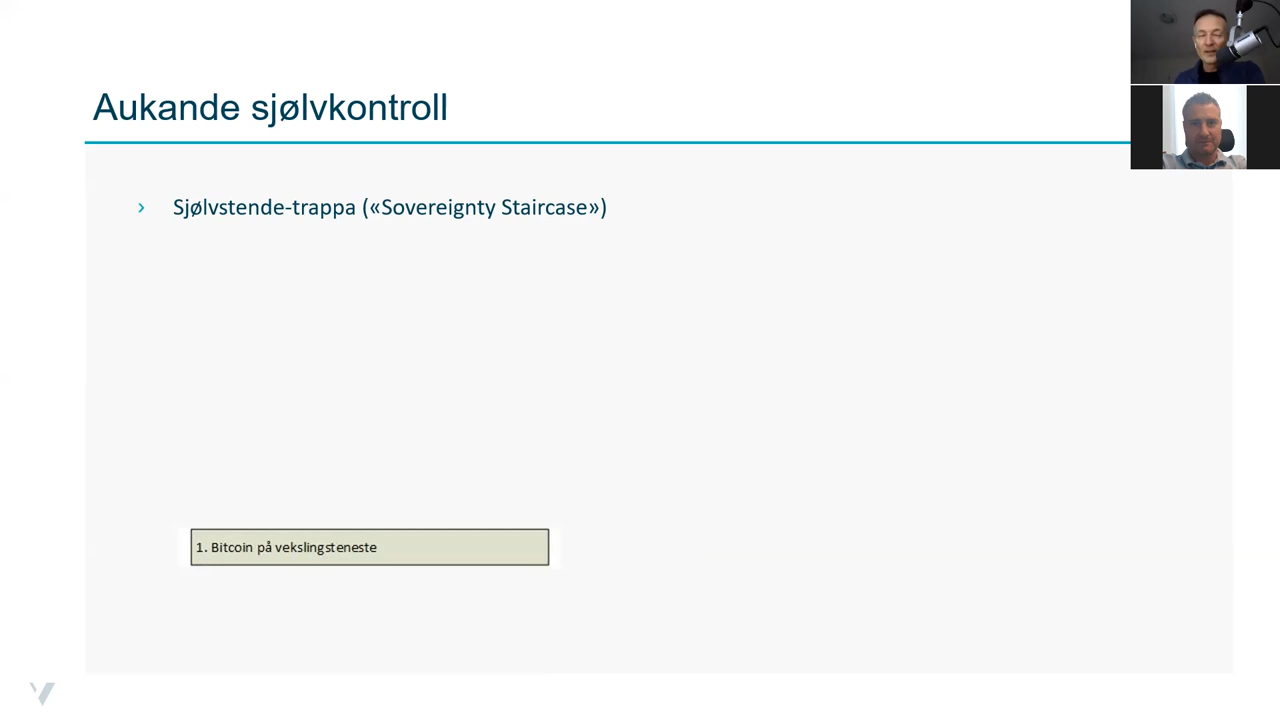 Aukande sjølvkontroll
› Sjølvstende-trappa («Sovereignty Staircase»)
1. Bitcoin på vekslingsteneste